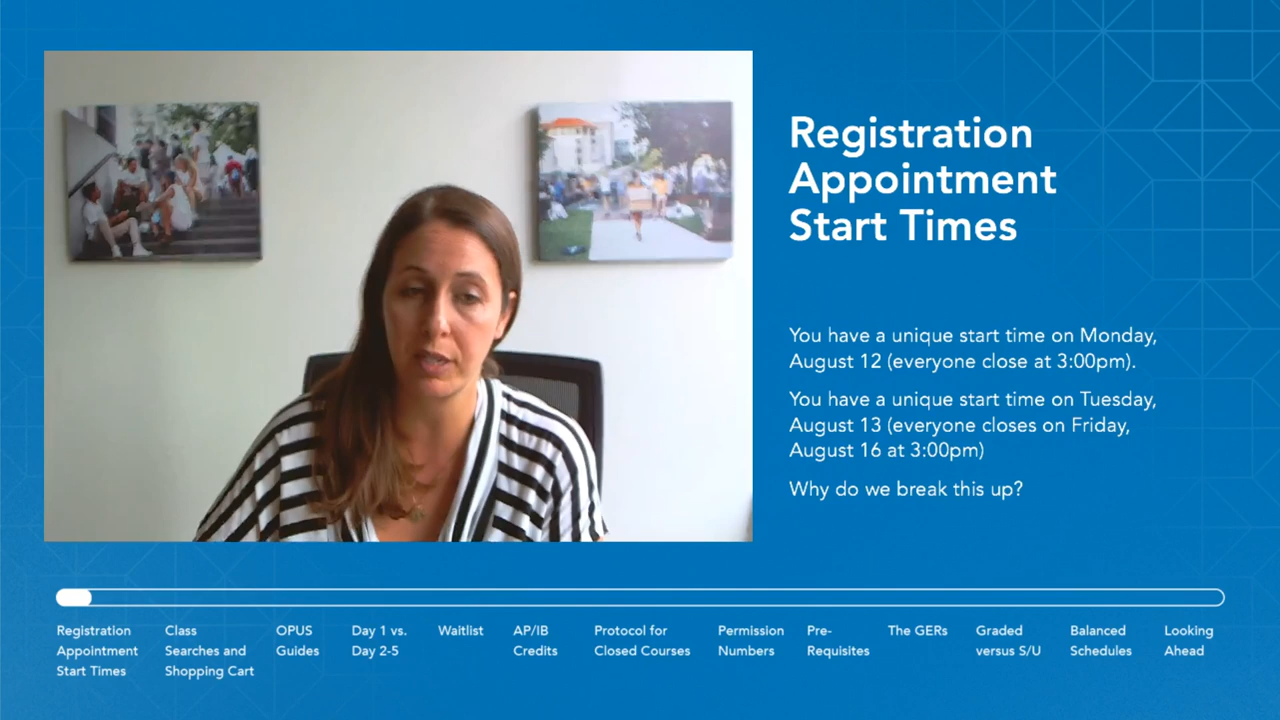 Registration
Appointment
Start Times
You have a unique start time on Monday,
August 12 (everyone close at 3:00pm).
You have a unique start time on Tuesday,
August 13 (everyone closes on Friday,
August 16 at 3:00pm)
Why do we break this up?
Registration
Appointment
Start Times
Class
Searches and
Shopping Cart
OPUS
Guides
Day 1 vs.
Day 2-5
Waitlist
AP/IB
Credits
Protocol for
Closed Courses
Permission
Numbers
Pre-
Requisites
The GERs
Graded
versus S/U
Balanced
Schedules
Looking
Ahead